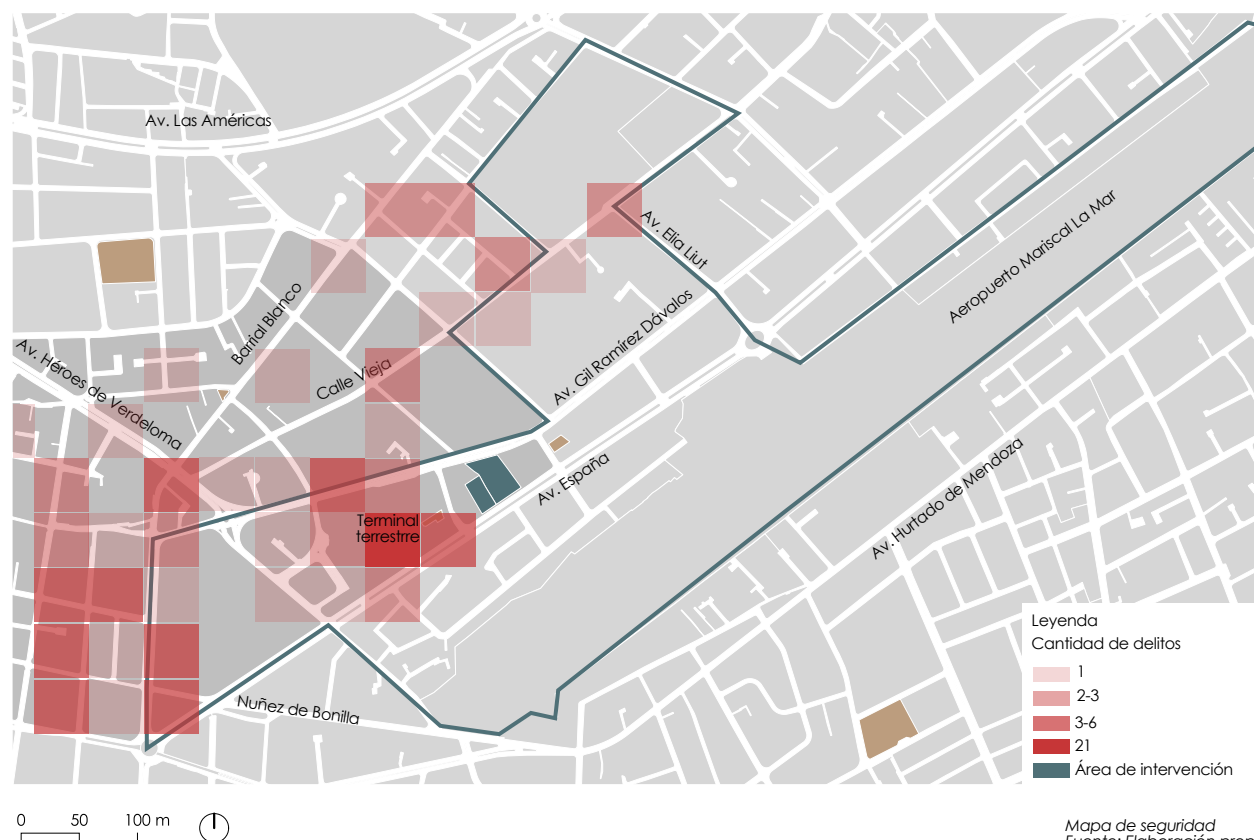 Av. Las Américas
Av. Elia Liut
Aeropuerto Mariscal La Mar
Barrial Blanco
Av. Gil Ramírez Dávalos
Av. Héroes de Verdeloma
Calle Vieja
Av. España
Av. Hurtado de Mendoza
Terminal
terrestrre
Nuñez de Bonilla
Leyenda
Cantidad de delitos
1
2-3
3-6
21
Área de intervención
0 50 100 m
Mapa de seguridad
Fuente: Elaboración